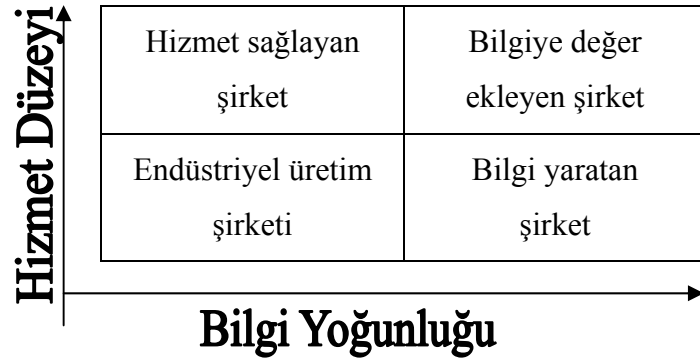 Hizmet Düzeyi
Hizmet sağlayan
şirket
Bilgiye değer
ekleyen şirket
Endüstriyel üretim
şirketi
Bilgi yaratan
şirket
Bilgi Yoğunluğu